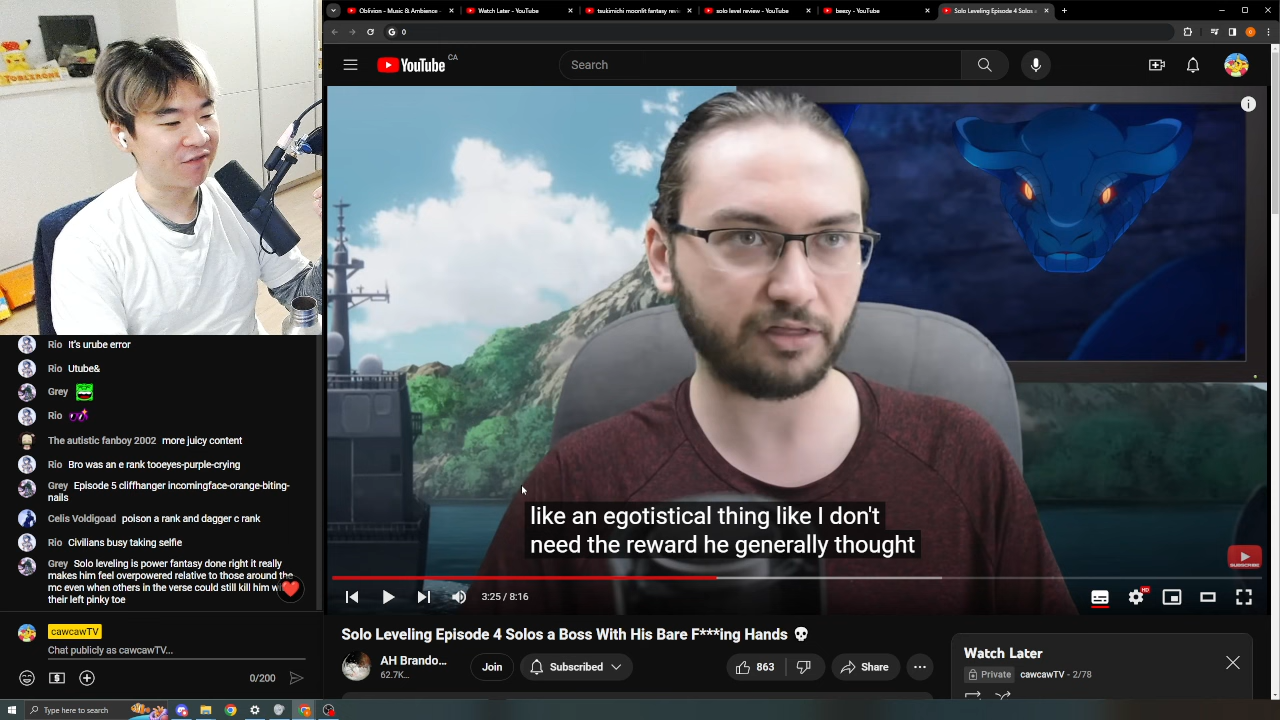 Oblivion - Music & Ambience
Watch Later - YouTube
tsukimichi moonlit fantasy revi
solo level review - YouTube
beezy - YouTube
Solo Leveling Episode 4 Solos a
0
YouTube CA
Search
TOBLERONE
like an egotistical thing like I don't
need the reward he generally thought
SUBSCRIBE
3:25 / 8:16
HD
Solo Leveling Episode 4 Solos a Boss With His Bare F***ing Hands
AH Brando...
62.7K...
Join
Subscribed
863
Share
Watch Later
Private cawcawTV - 2/78
Rio It's urube error
Rio Utube&
Grey
Rio
The autistic fanboy 2002 more juicy content
Rio Bro was an e rank tooeyes-purple-crying
Grey Episode 5 cliffhanger incomingface-orange-biting-
nails
Celis Voldigoad poison a rank and dagger c rank
Rio Civilians busy taking selfie
Grey Solo leveling is power fantasy done right it really
makes him feel overpowered relative to those around the
mc even when others in the verse could still kill him w
their left pinky toe
cawcawTV
Chat publicly as cawcawTV...
0/200
Type here to search